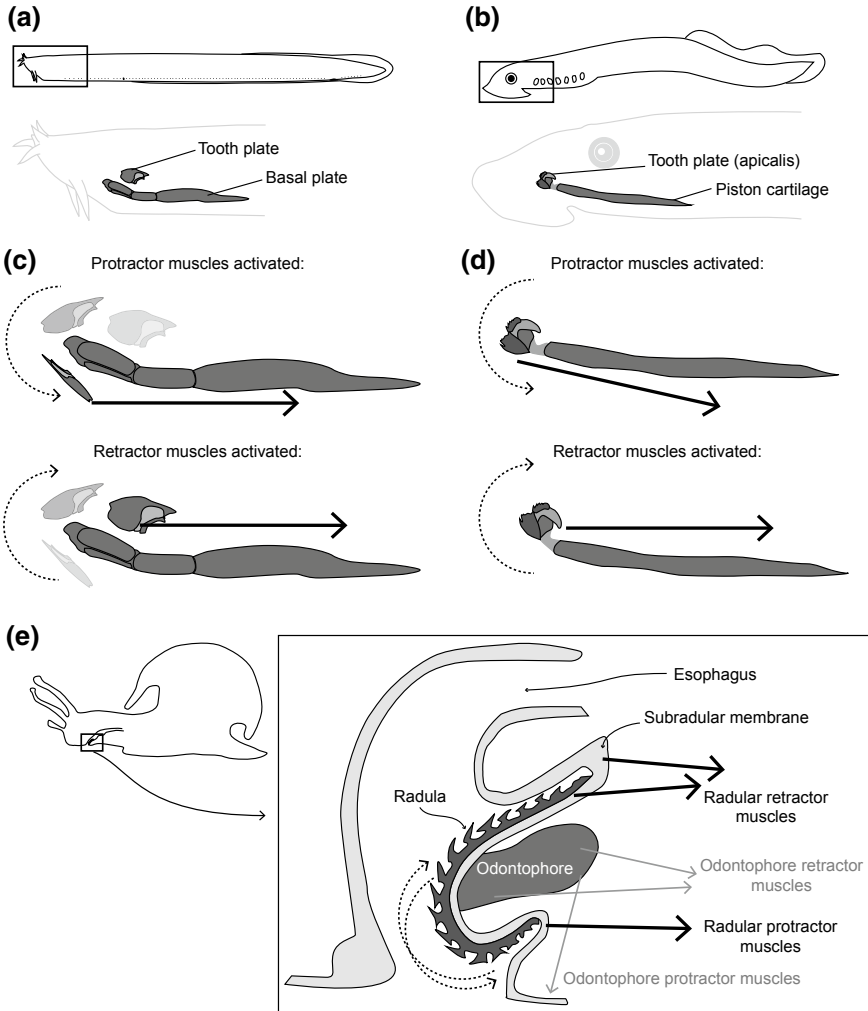 (a)
(b)
Tooth plate
Basal plate
Tooth plate (apicalis)
Piston cartilage
(c)
(d)
Protractor muscles activated:
Protractor muscles activated:
Retractor muscles activated:
Retractor muscles activated:
(e)
Esophagus
Subradular membrane
Radula
Radular retractor
muscles
Odontophore
Odontophore retractor
muscles
Radular protractor
muscles
Odontophore protractor muscles